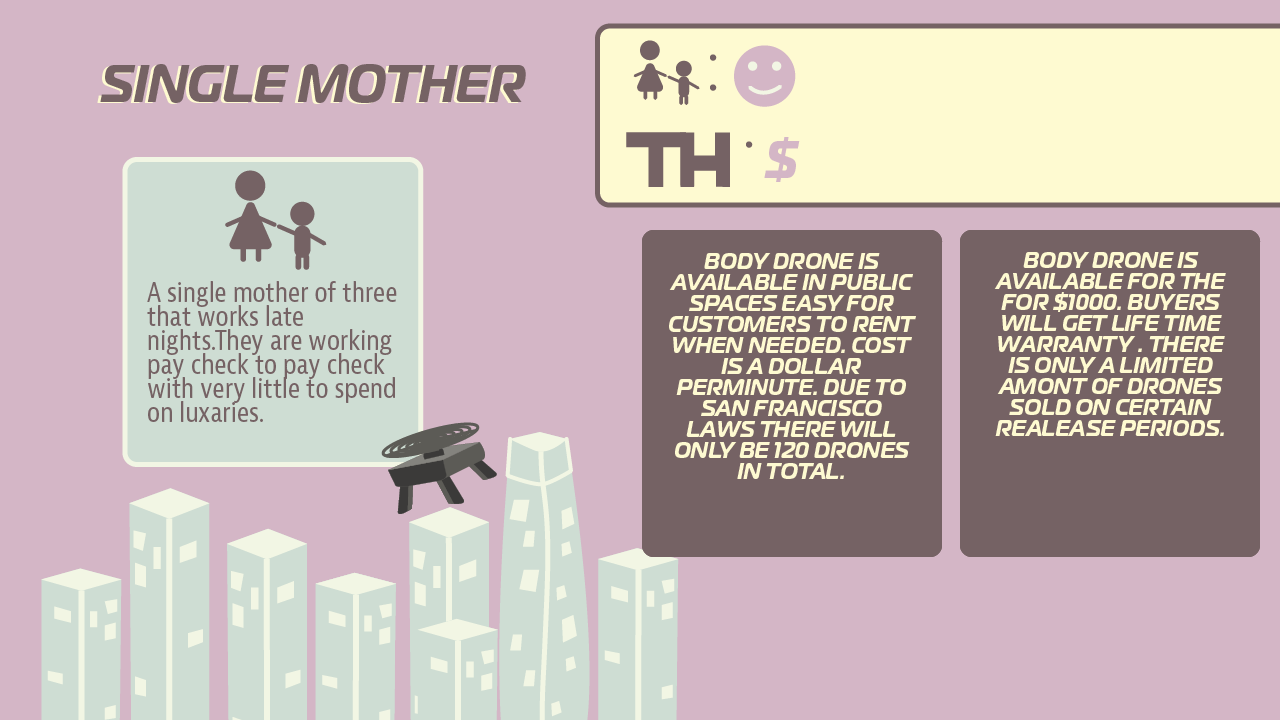 SINGLE MOTHER
:
TH : $
A single mother of three
that works late
nights.They are working
pay check to pay check
with very little to spend
on luxaries.
BODY DRONE IS
AVAILABLE IN PUBLIC
SPACES EASY FOR
CUSTOMERS TO RENT
WHEN NEEDED. COST
IS A DOLLAR
PERMINUTE. DUE TO
SAN FRANCISCO
LAWS THERE WILL
ONLY BE 120 DRONES
IN TOTAL.
BODY DRONE IS
AVAILABLE FOR THE
FOR $1000. BUYERS
WILL GET LIFE TIME
WARRANTY . THERE
IS ONLY A LIMITED
AMONT OF DRONES
SOLD ON CERTAIN
REALEASE PERIODS.